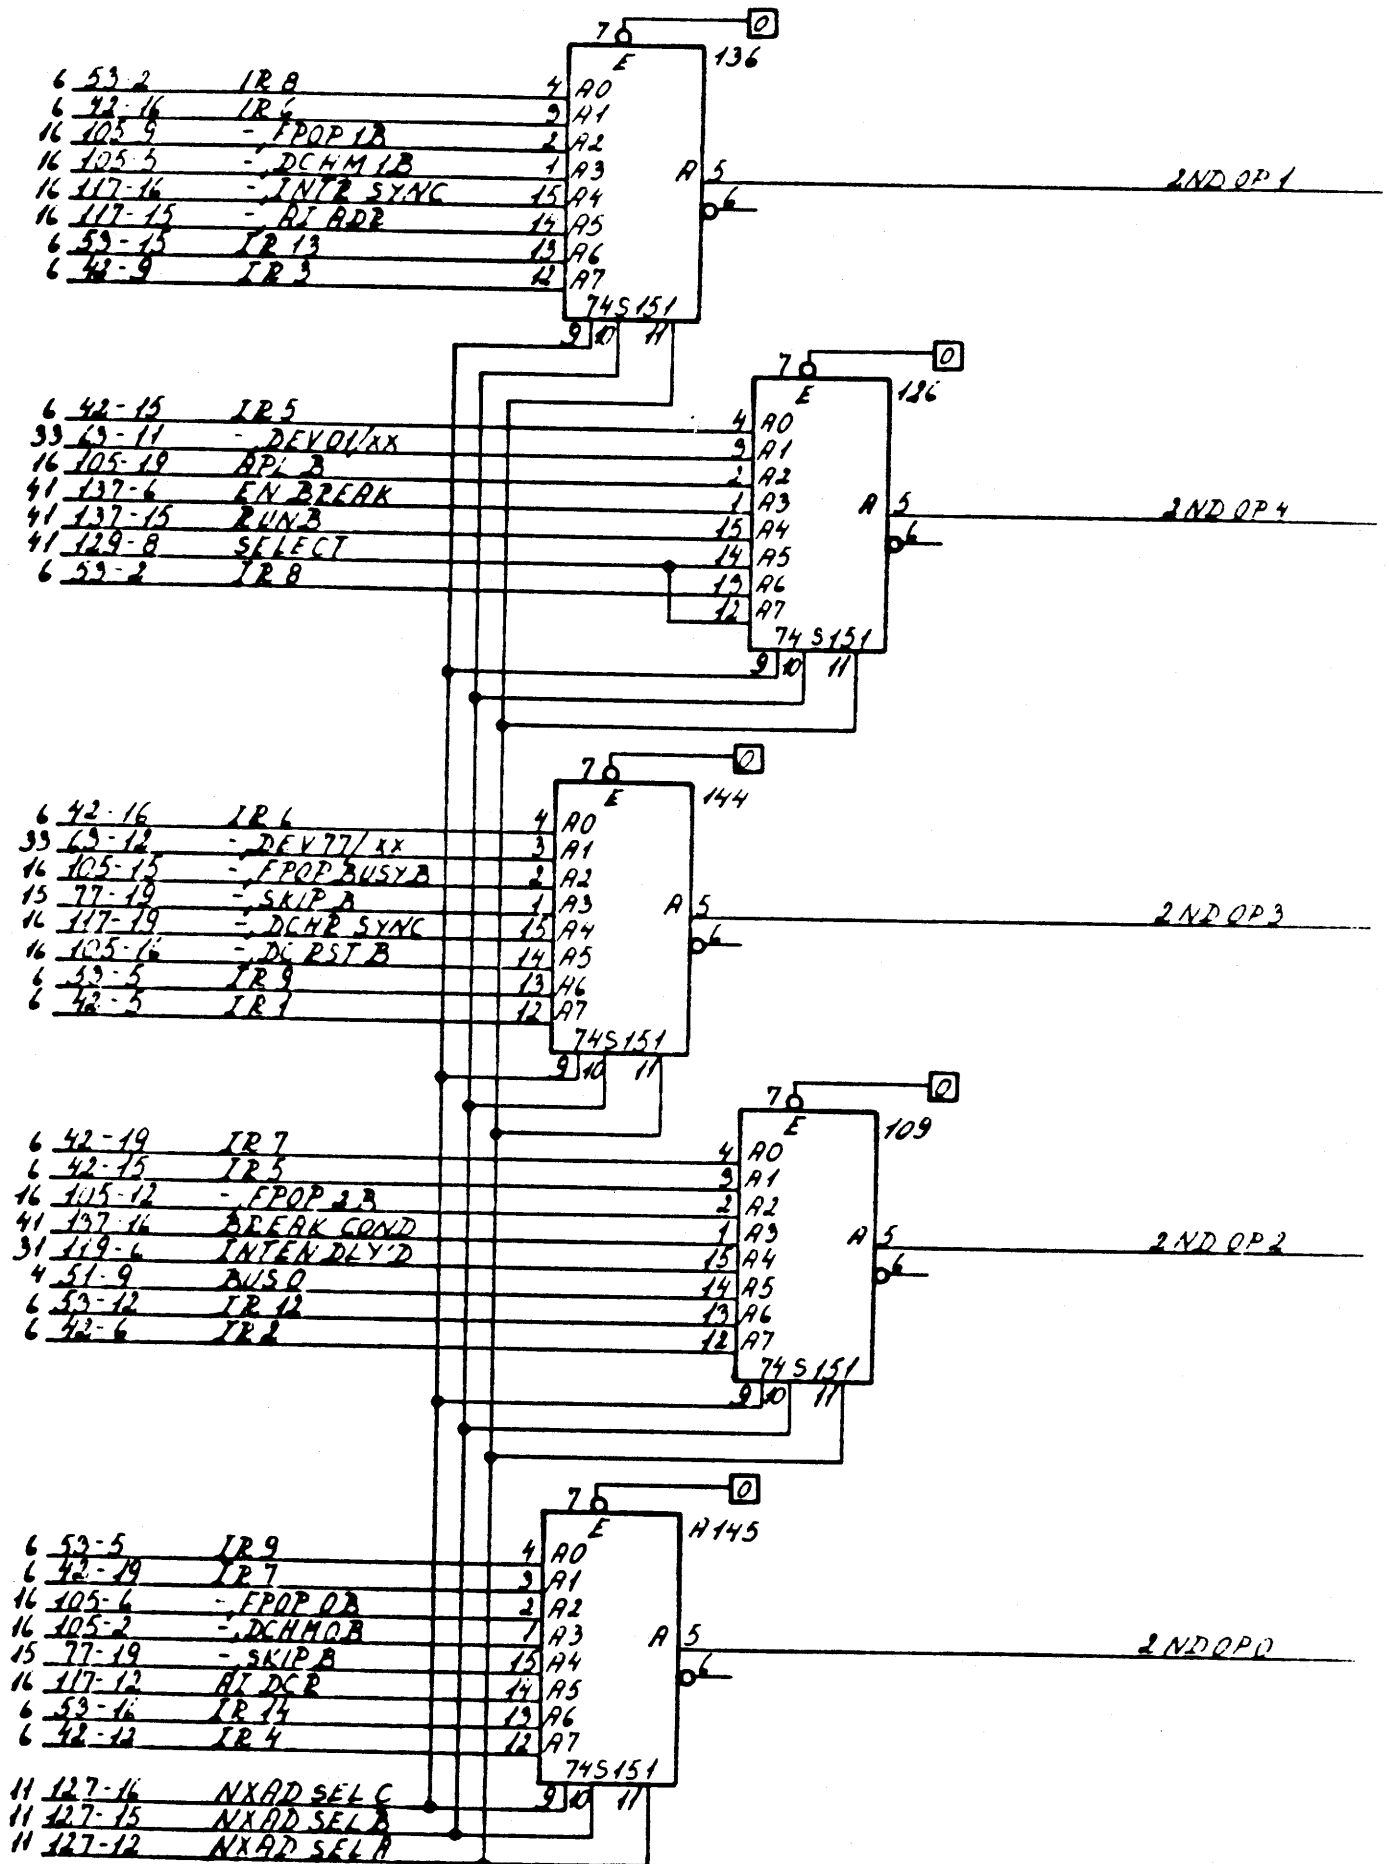 7 0
136
E
6 53-2 IR 8 4 A0
6 42-16 IR 6 3 A1
16 105-9 -,FPOP 1B 2 A2
16 105-5 -,DCHM 1B 1 A3
16 117-16 -,INTR SYNC 15 A4
16 117-15 -,AI ADR 14 A5
6 53-15 IR 13 13 A6
6 42-9 IR 3 12 A7
A 5 2ND OP 1
6
74S151
9 10 11
7 0
126
E
6 42-15 IR 5 4 A0
33 63-11 -,DEV01/XX 3 A1
16 105-19 APL B 2 A2
41 137-6 EN BREAK 1 A3
41 137-15 RUNB 15 A4
41 129-8 SELECT 14 A5
6 53-2 IR 8 13 A6
12 A7
A 5 2ND OP 4
6
74S151
9 10 11
7 0
144
E
6 42-16 IR 6 4 A0
33 63-12 -,DEV77/XX 3 A1
16 105-15 -,FPOP BUSY B 2 A2
15 77-19 -,SKIP B 1 A3
16 117-19 -,DCHR SYNC 15 A4
16 105-16 -,DC RST B 14 A5
6 53-5 IR 9 13 A6
6 42-5 IR 1 12 A7
A 5 2ND OP3
6
74S151
9 10 11
7 0
109
E
6 42-19 IR 7 4 A0
6 42-15 IR 5 3 A1
16 105-12 -,FPOP 2B 2 A2
41 137-16 BREAK COND 1 A3
31 119-6 INTEN DLY'D 15 A4
4 51-9 BUS0 14 A5
6 53-12 IR 12 13 A6
6 42-6 IR 2 12 A7
A 5 2ND OP2
6
74S151
9 10 11
7 0
A 145
E
6 53-5 IR 9 4 A0
6 42-19 IR 7 3 A1
16 105-6 -,FPOP 0B 2 A2
16 105-2 -,DCHM0B 1 A3
15 77-19 -,SKIP B 15 A4
16 117-12 AI DCR 14 A5
6 53-16 IR 14 13 A6
6 42-12 IR 4 12 A7
A 5 2NDOP0
6
74S151
9 10 11
11 127-16 NXAD SEL C
11 127-15 NXAD SEL B
11 127-12 NXAD SEL A